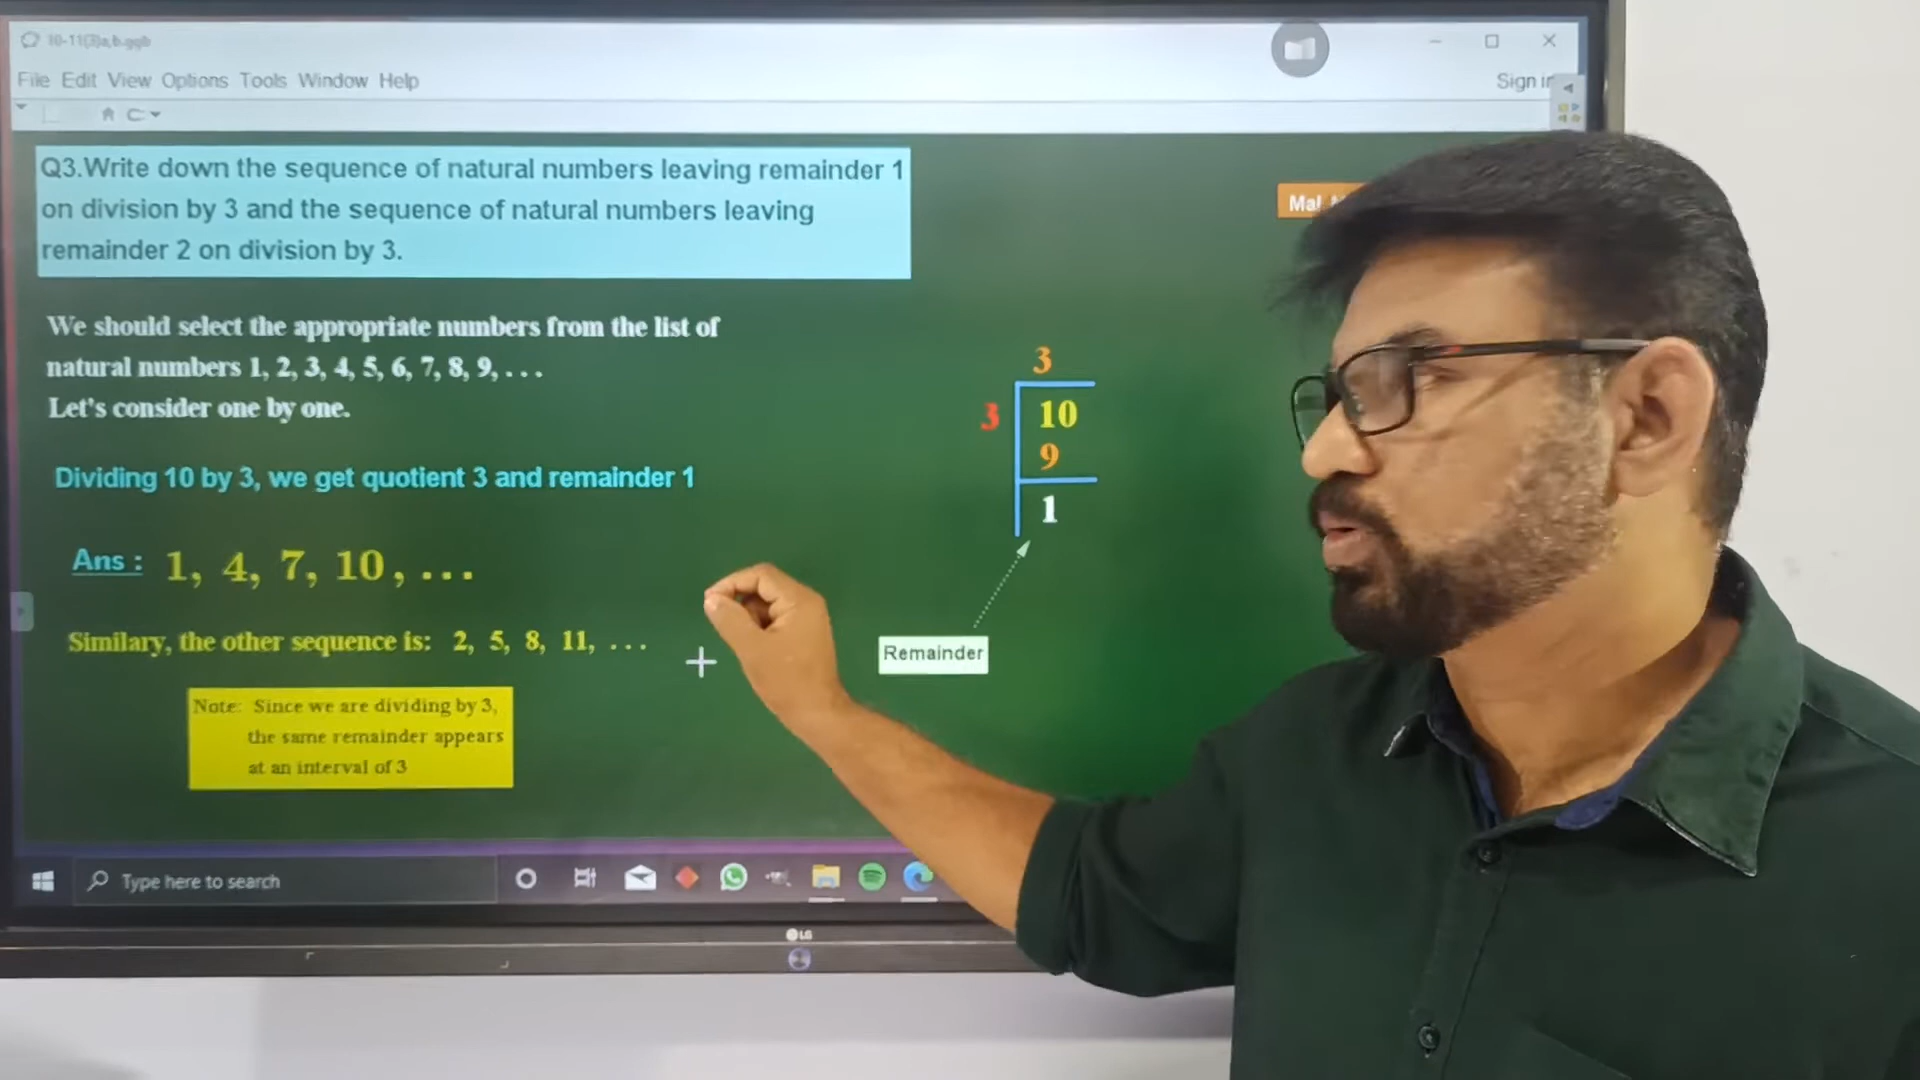 10-11(3)a,b.ggb
File Edit View Options Tools Window Help
Sign in
Q3.Write down the sequence of natural numbers leaving remainder 1
on division by 3 and the sequence of natural numbers leaving
remainder 2 on division by 3.
Mal
We should select the appropriate numbers from the list of
natural numbers 1, 2, 3, 4, 5, 6, 7, 8, 9, . . .
Let's consider one by one.
Dividing 10 by 3, we get quotient 3 and remainder 1
Ans : 1, 4, 7, 10 , . . .
Similary, the other sequence is: 2, 5, 8, 11, . . .
Note: Since we are dividing by 3,
the same remainder appears
at an interval of 3
3
3 10
9
1
Remainder
Type here to search
LG